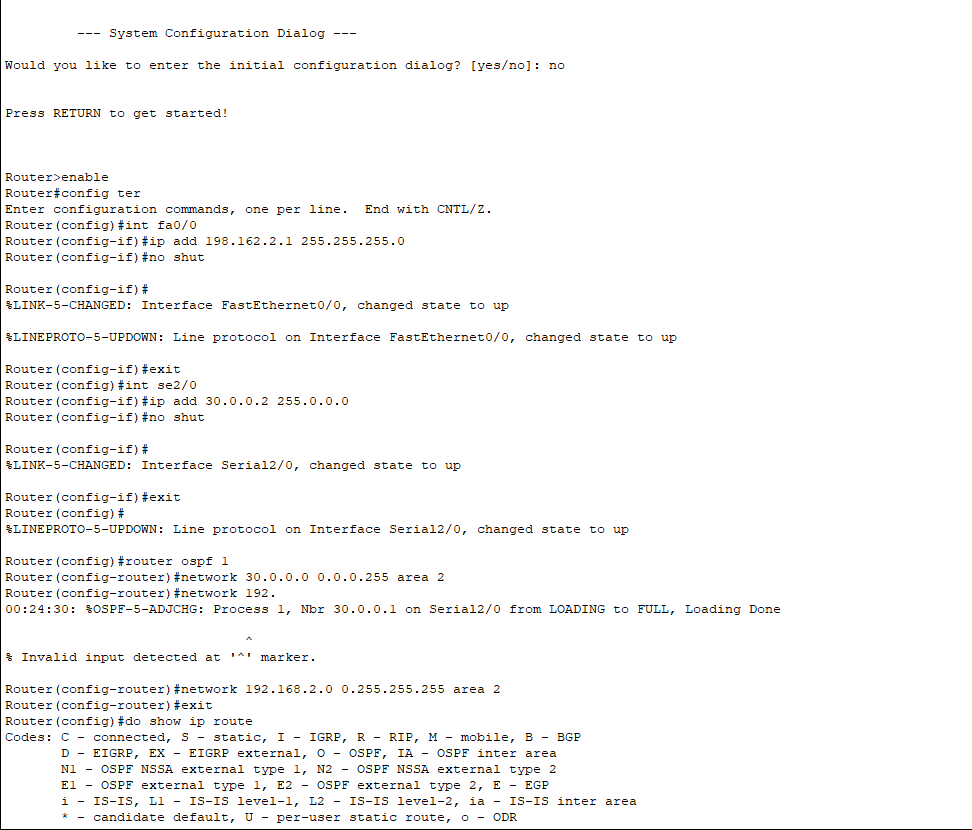 --- System Configuration Dialog ---
Would you like to enter the initial configuration dialog? [yes/no]: no
Press RETURN to get started!
Router>enable
Router#config ter
Enter configuration commands, one per line.  End with CNTL/Z.
Router(config)#int fa0/0
Router(config-if)#ip add 198.162.2.1 255.255.255.0
Router(config-if)#no shut
Router(config-if)#
%LINK-5-CHANGED: Interface FastEthernet0/0, changed state to up
%LINEPROTO-5-UPDOWN: Line protocol on Interface FastEthernet0/0, changed state to up
Router(config-if)#exit
Router(config)#int se2/0
Router(config-if)#ip add 30.0.0.2 255.0.0.0
Router(config-if)#no shut
Router(config-if)#
%LINK-5-CHANGED: Interface Serial2/0, changed state to up
Router(config-if)#exit
Router(config)#
%LINEPROTO-5-UPDOWN: Line protocol on Interface Serial2/0, changed state to up
Router(config)#router ospf 1
Router(config-router)#network 30.0.0.0 0.0.0.255 area 2
Router(config-router)#network 192.
00:24:30: %OSPF-5-ADJCHG: Process 1, Nbr 30.0.0.1 on Serial2/0 from LOADING to FULL, Loading Done
^
% Invalid input detected at '^' marker.
Router(config-router)#network 192.168.2.0 0.255.255.255 area 2
Router(config-router)#exit
Router(config)#do show ip route
Codes: C - connected, S - static, I - IGRP, R - RIP, M - mobile, B - BGP
D - EIGRP, EX - EIGRP external, O - OSPF, IA - OSPF inter area
N1 - OSPF NSSA external type 1, N2 - OSPF NSSA external type 2
E1 - OSPF external type 1, E2 - OSPF external type 2, E - EGP
i - IS-IS, L1 - IS-IS level-1, L2 - IS-IS level-2, ia - IS-IS inter area
* - candidate default, U - per-user static route, o - ODR